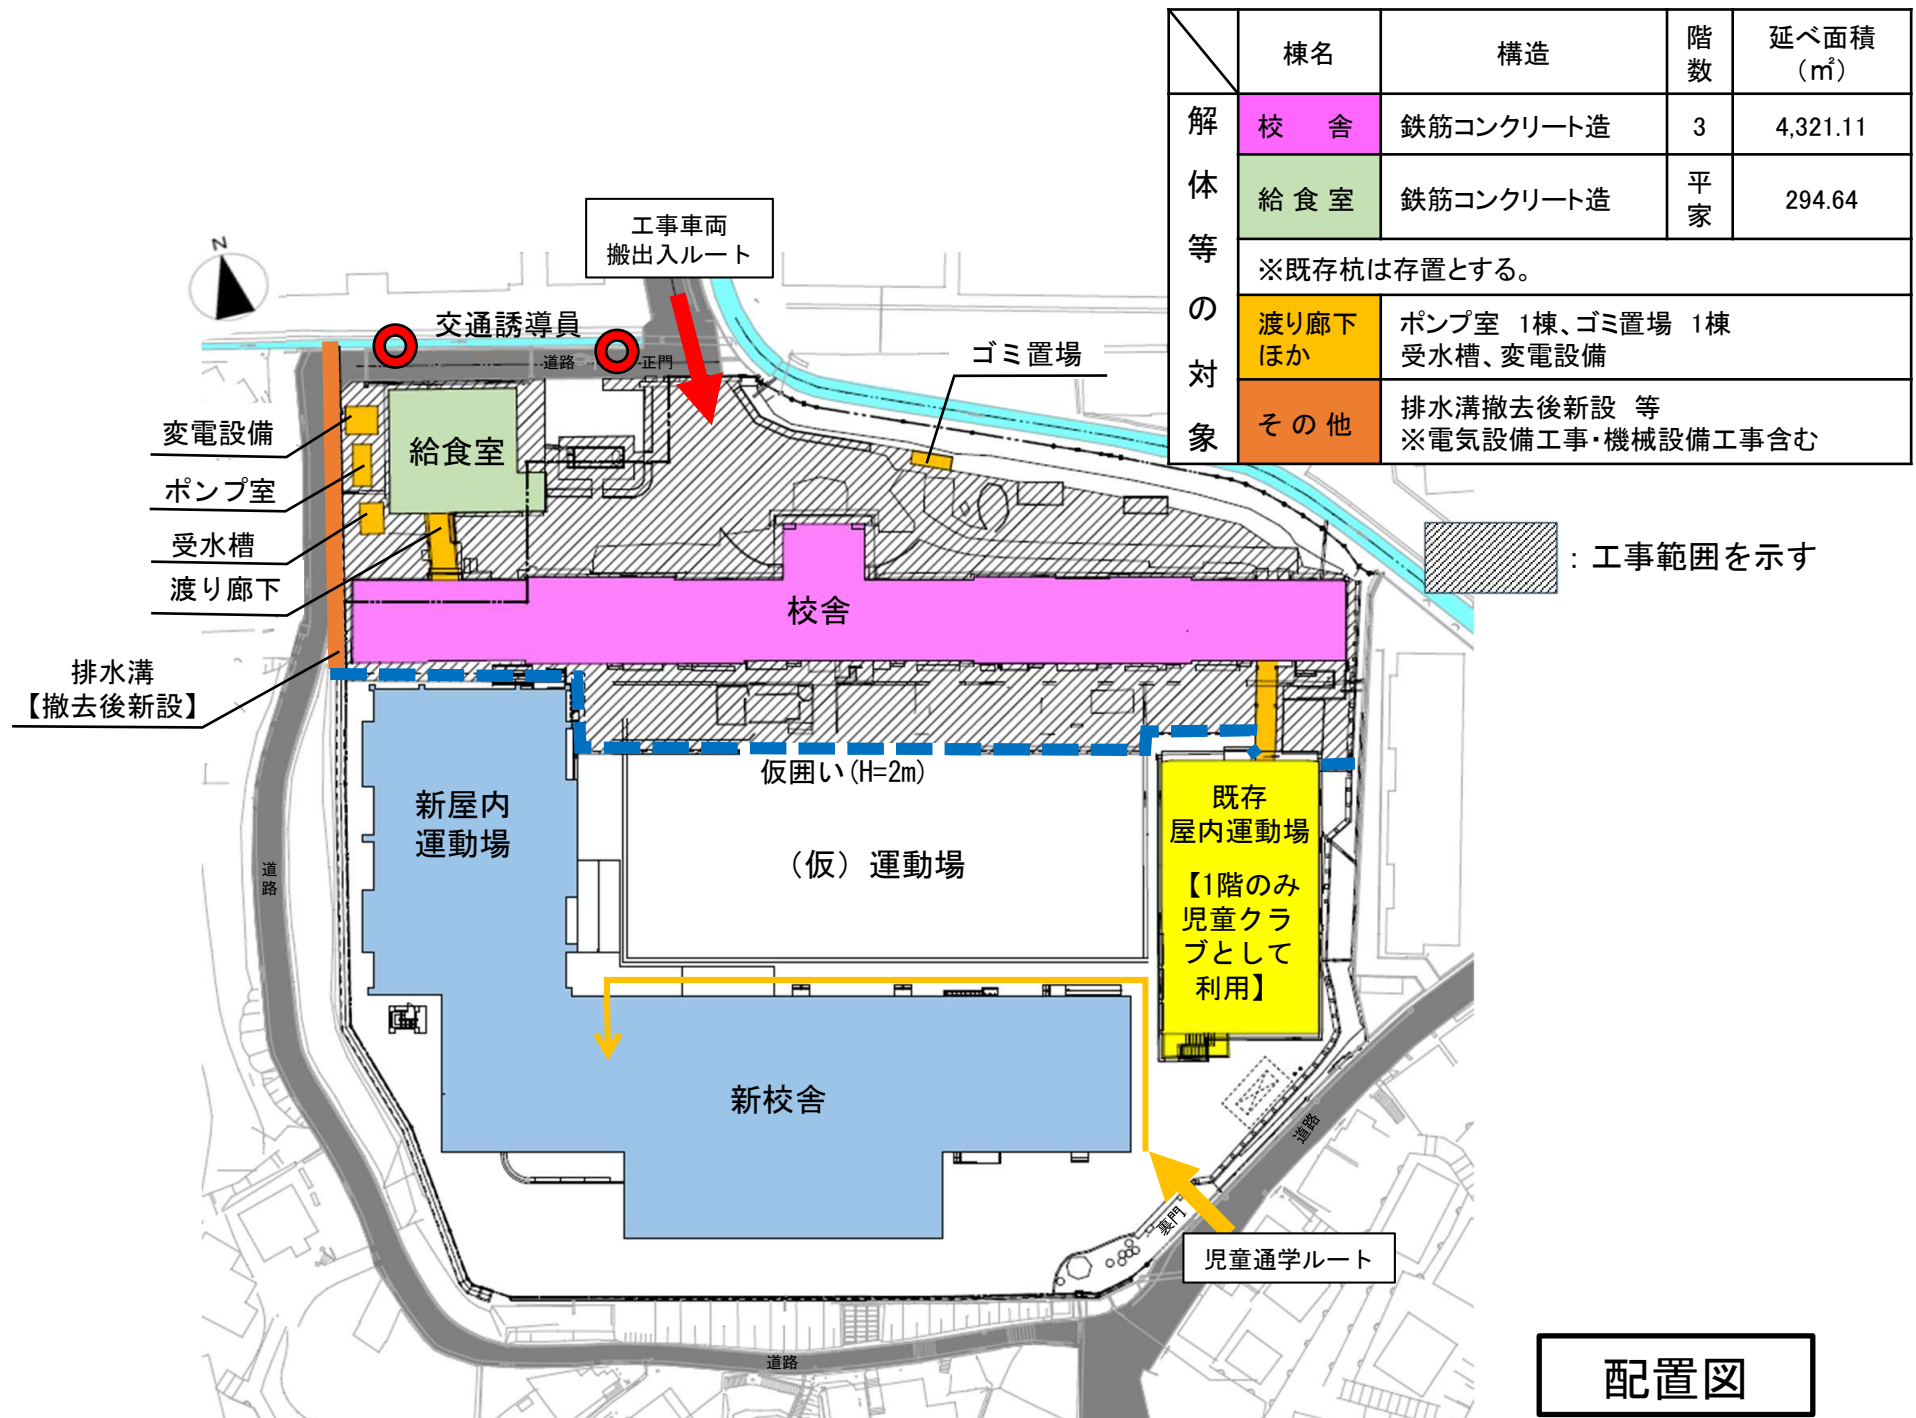 棟名 構造 階数 延べ面積（㎡）
解体等の対象
校　舎 鉄筋コンクリート造 3 4,321.11
給食室 鉄筋コンクリート造 平家 294.64
※既存杭は存置とする。
渡り廊下
ほか
ポンプ室 1棟、ゴミ置場 1棟
受水槽、変電設備
その他
排水溝撤去後新設 等
※電気設備工事・機械設備工事含む
工事車両
搬出入ルート
N
交通誘導員
道路
正門
ゴミ置場
変電設備
給食室
ポンプ室
受水槽
渡り廊下
：工事範囲を示す
校舎
排水溝
【撤去後新設】
仮囲い(H=2m)
新屋内
運動場
（仮）運動場
既存
屋内運動場
【1階のみ
児童クラ
ブとして
利用】
道路
新校舎
道路
裏門
児童通学ルート
道路
配置図